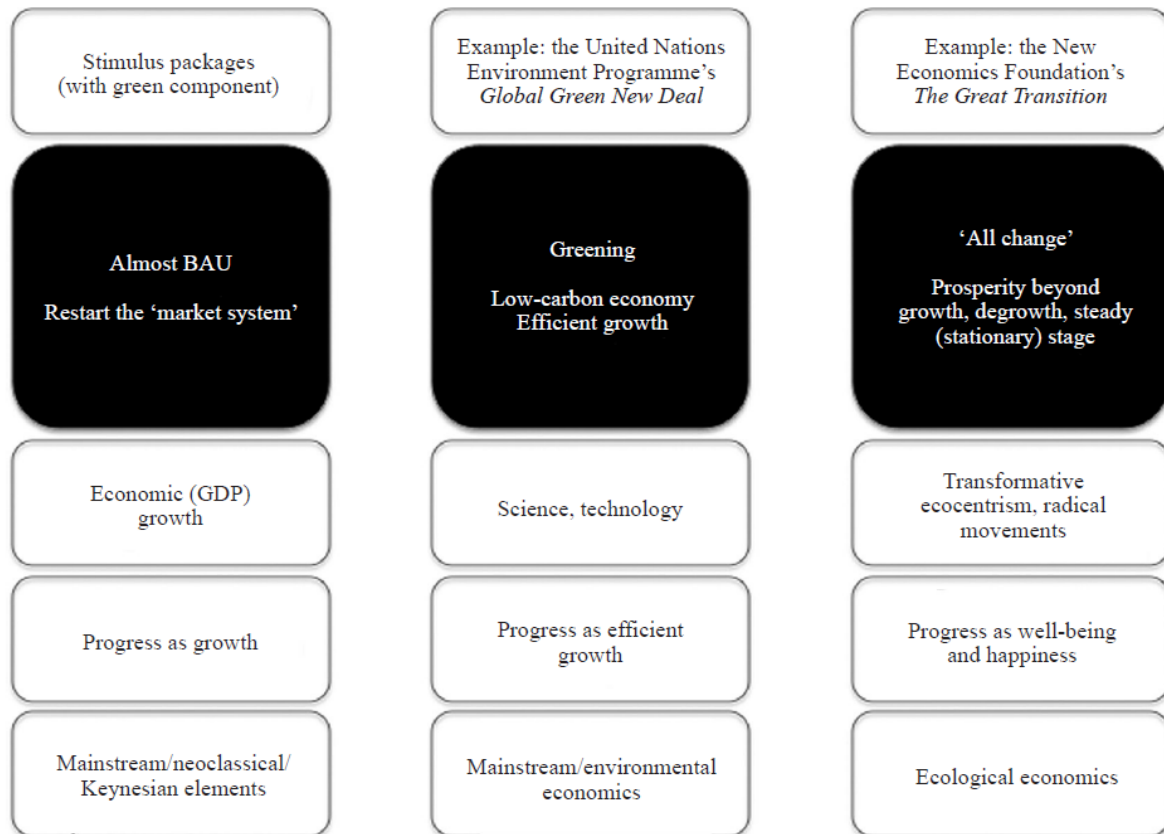 Stimulus packages
(with green component)
Example: the United Nations
Environment Programme’s
Global Green New Deal
Example: the New
Economics Foundation’s
The Great Transition
Almost BAU
Restart the ‘market system’
Greening
Low-carbon economy
Efficient growth
‘All change’
Prosperity beyond
growth, degrowth, steady
(stationary) stage
Economic (GDP)
growth
Science, technology
Transformative
ecocentrism, radical
movements
Progress as growth
Progress as efficient
growth
Progress as well-being
and happiness
Mainstream/neoclassical/
Keynesian elements
Mainstream/environmental
economics
Ecological economics